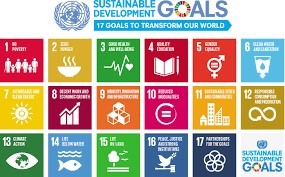 SUSTAINABLE
DEVELOPMENT
GOALS
17 GOALS TO TRANSFORM OUR WORLD
1 NO POVERTY
2 ZERO HUNGER
3 GOOD HEALTH AND WELL-BEING
4 QUALITY EDUCATION
5 GENDER EQUALITY
6 CLEAN WATER AND SANITATION
7 AFFORDABLE AND CLEAN ENERGY
8 DECENT WORK AND ECONOMIC GROWTH
9 INDUSTRY, INNOVATION AND INFRASTRUCTURE
10 REDUCED INEQUALITIES
11 SUSTAINABLE CITIES AND COMMUNITIES
12 RESPONSIBLE CONSUMPTION AND PRODUCTION
13 CLIMATE ACTION
14 LIFE BELOW WATER
15 LIFE ON LAND
16 PEACE, JUSTICE AND STRONG INSTITUTIONS
17 PARTNERSHIPS FOR THE GOALS
SUSTAINABLE
DEVELOPMENT
GOALS